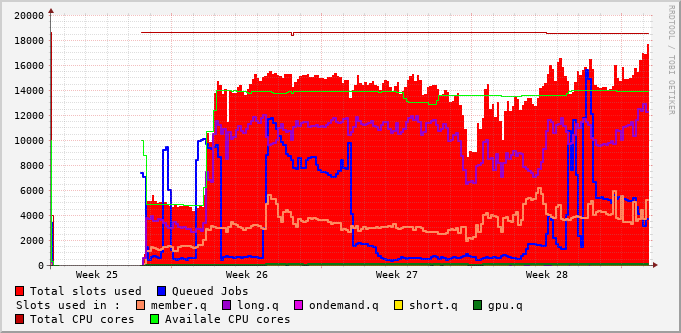 20000
18000
16000
14000
12000
10000
8000
6000
4000
2000
0
Week 25 Week 26 Week 27 Week 28
RRDTOOL / TOBI OETIKER
Total slots used Queued Jobs
Slots used in : member.q long.q ondemand.q short.q gpu.q
Total CPU cores Availale CPU cores